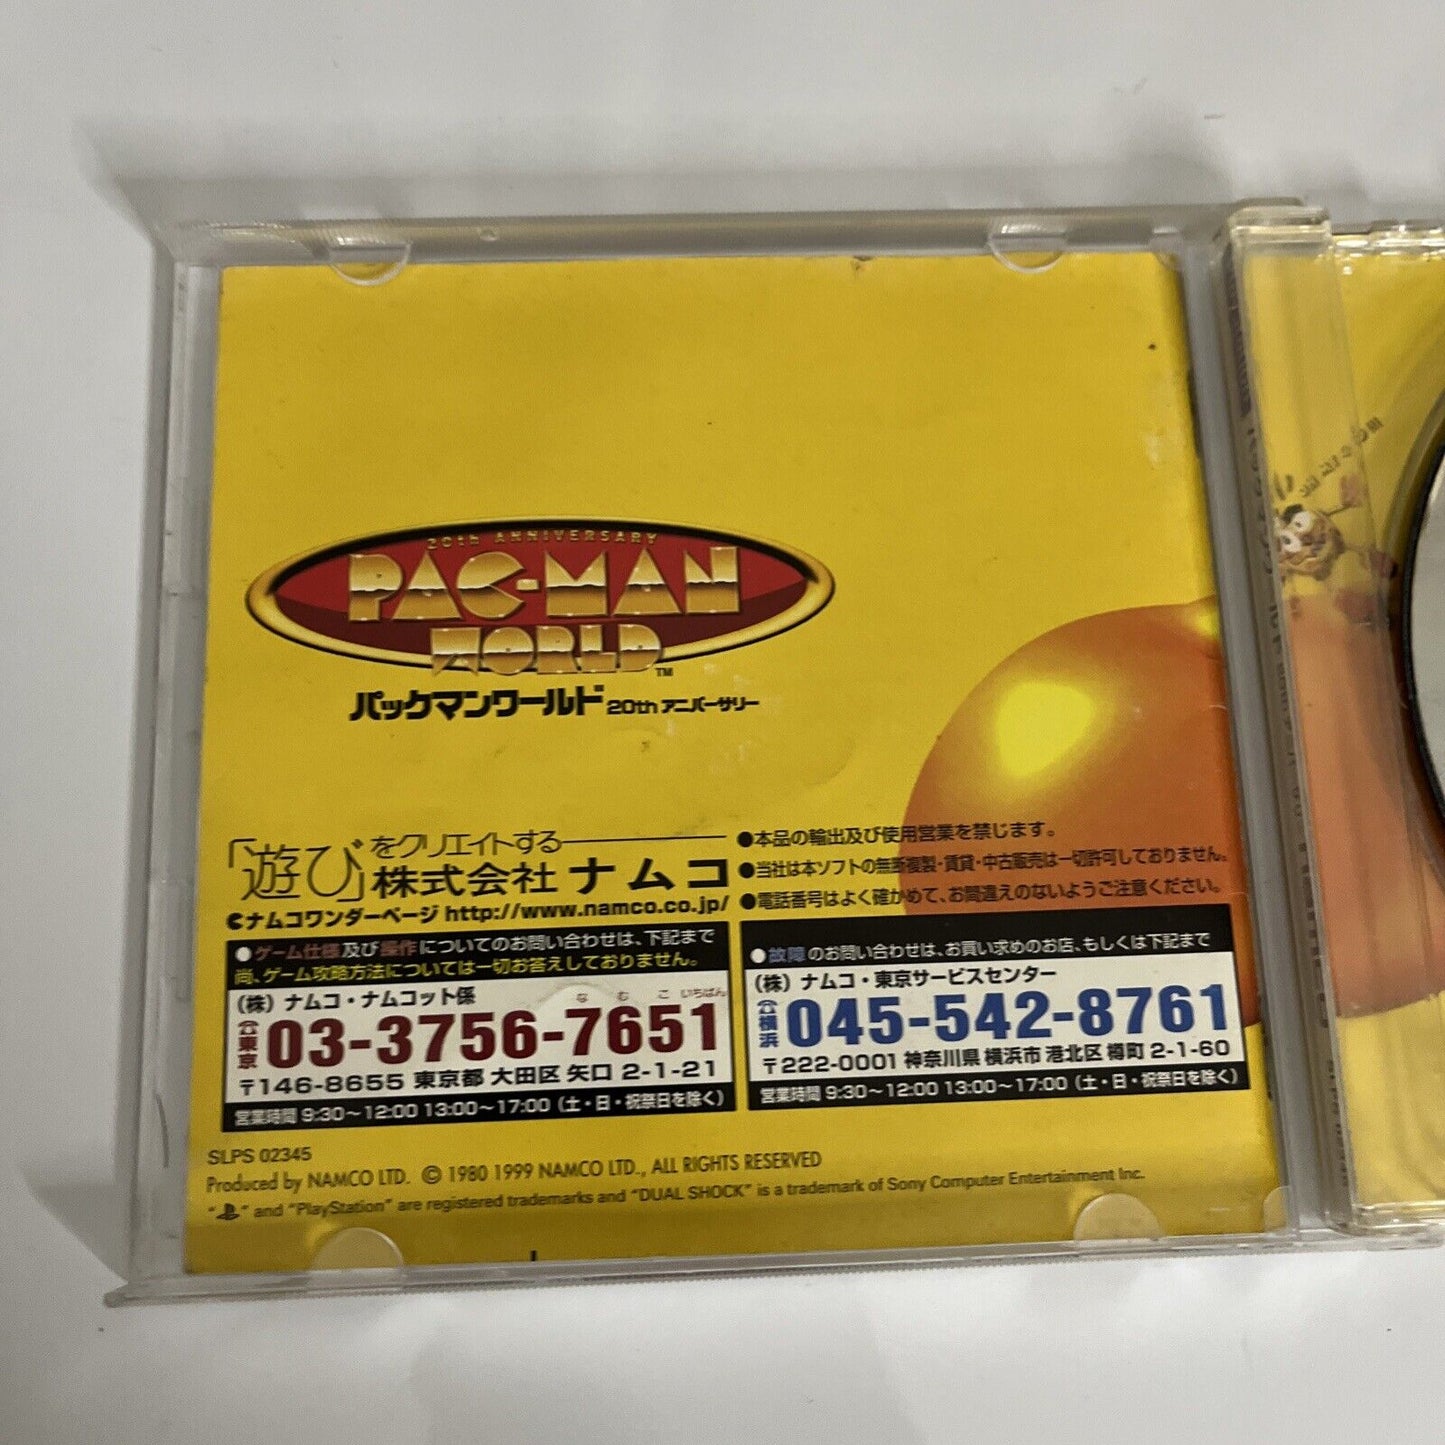 20th ANNIVERSARY
PAC-MAN
WORLD™
パックマンワールド 20th アニバーサリー
「遊び」をクリエイトする
株式会社 ナムコ
ナムコワンダーページ http://www.namco.co.jp/
●本品の輸出及び使用営業を禁じます。
●当社は本ソフトの無断複製・賃貸・中古販売は一切許可しておりません。
●電話番号はよく確かめて、お間違えのないようご注意ください。
●ゲーム仕様及び操作についてのお問い合わせは、下記まで
尚、ゲーム攻略方法については一切お答えしておりません。
(株) ナムコ・ナムコット係
なむこ いちばん
☎東京 03-3756-7651
〒146-8655 東京都 大田区 矢口 2-1-21
営業時間 9:30～12:00 13:00～17:00 (土・日・祝祭日を除く)
●故障のお問い合わせは、お買い求めのお店、もしくは下記まで
(株) ナムコ・東京サービスセンター
☎横浜 045-542-8761
〒222-0001 神奈川県 横浜市 港北区 樽町 2-1-60
営業時間 9:30～12:00 13:00～17:00 (土・日・祝祭日を除く)
SLPS 02345
Produced by NAMCO LTD. © 1980 1999 NAMCO LTD., ALL RIGHTS RESERVED
" " and "PlayStation" are registered trademarks and "DUAL SHOCK" is a trademark of Sony Computer Entertainment Inc.